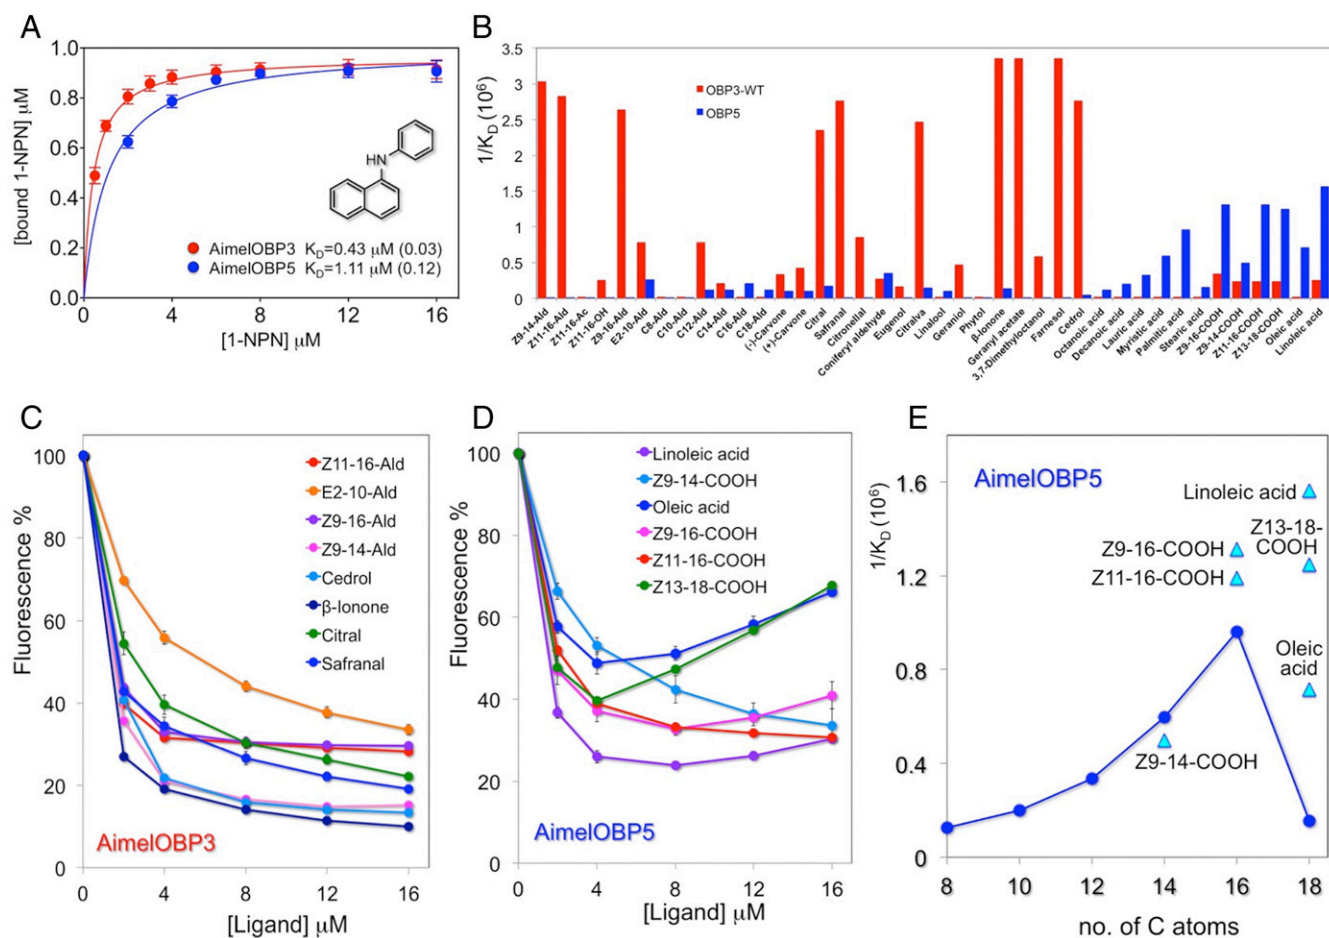 A
[bound 1-NPN] μM
1.0
0.8
0.6
0.4
0.2
0.0
0
4
8
12
16
[1-NPN] μM
HN
AimelOBP3 KD=0.43 μM (0.03)
AimelOBP5 KD=1.11 μM (0.12)
B
1/KD (10⁶)
3.5
3
2.5
2
1.5
1
0.5
0
OBP3-WT
OBP5
Z9-14-Ald
Z11-16-Ald
Z11-16-Ac
Z11-16-OH
Z9-16-Ald
E2-10-Ald
C8-Ald
C10-Ald
C12-Ald
C14-Ald
C16-Ald
C18-Ald
(-)-Carvone
(+)-Carvone
Citral
Safranal
Citronellal
Coniferyl aldehyde
Eugenol
Citralva
Linalool
Geraniol
Phytol
β-Ionone
Geranyl acetate
3,7-Dimethyloctanol
Farnesol
Cedrol
Octanoic acid
Decanoic acid
Lauric acid
Myristic acid
Palmitic acid
Stearic acid
Z9-16-COOH
Z9-14-COOH
Z11-16-COOH
Z13-18-COOH
Oleic acid
Linoleic acid
C
Fluorescence %
100
80
60
40
20
0
0
4
8
12
16
[Ligand] μM
Z11-16-Ald
E2-10-Ald
Z9-16-Ald
Z9-14-Ald
Cedrol
β-Ionone
Citral
Safranal
AimelOBP3
D
Fluorescence %
100
80
60
40
20
0
0
4
8
12
16
[Ligand] μM
Linoleic acid
Z9-14-COOH
Oleic acid
Z9-16-COOH
Z11-16-COOH
Z13-18-COOH
AimelOBP5
E
1/KD (10⁶)
1.6
1.2
0.8
0.4
0
8
10
12
14
16
18
no. of C atoms
AimelOBP5
Linoleic acid
Z13-18-
COOH
Z9-16-COOH
Z11-16-COOH
Oleic
acid
Z9-14-COOH